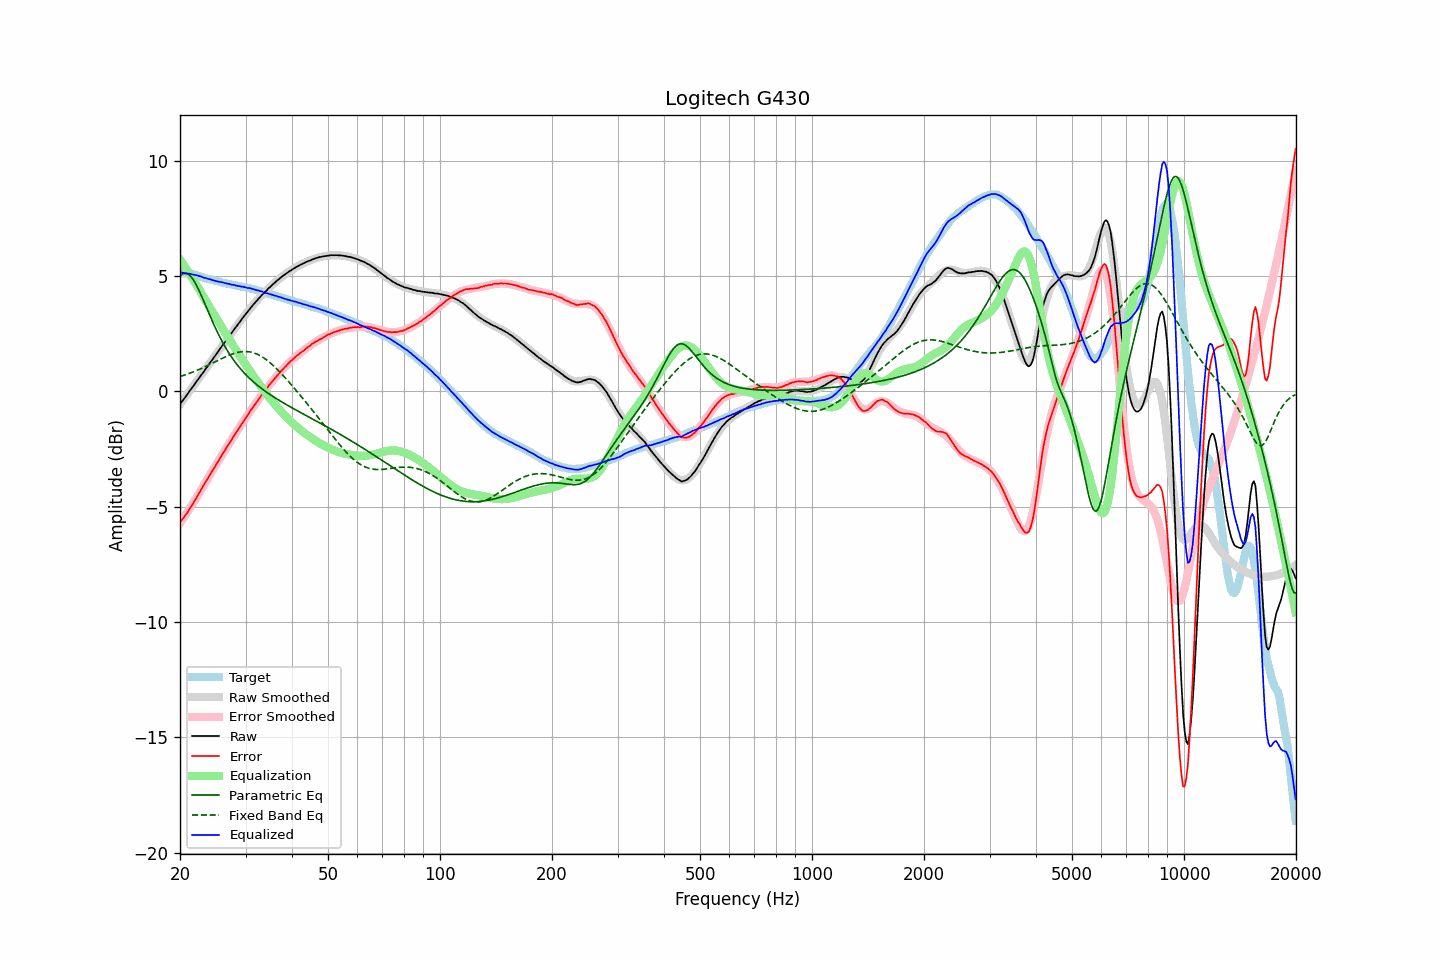 Logitech G430
Amplitude (dBr)
10
5
0
−5
−10
−15
−20
Target
Raw Smoothed
Error Smoothed
Raw
Error
Equalization
Parametric Eq
Fixed Band Eq
Equalized
20 50 100 200 500 1000 2000 5000 10000 20000
Frequency (Hz)